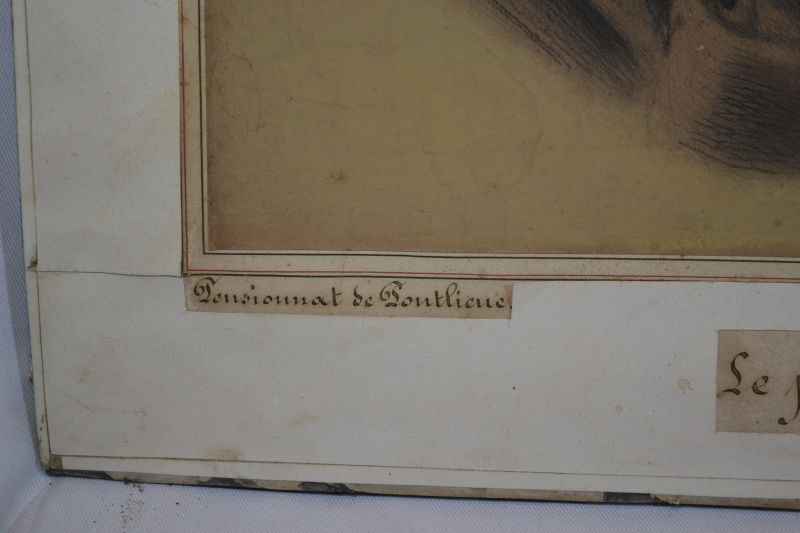 Pensionnat de Pontlieue.
Le